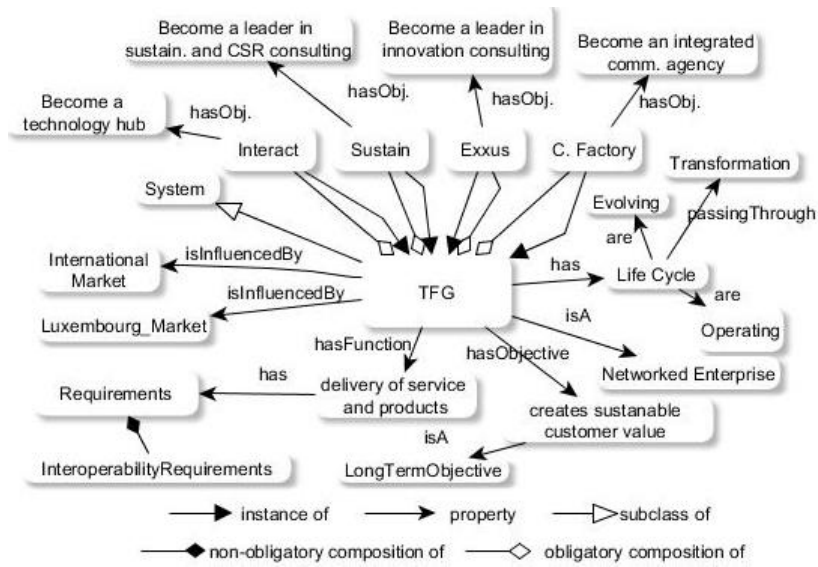 Become a leader in
sustain. and CSR consulting
Become a leader in
innovation consulting
Become an integrated
comm. agency
Become a
technology hub
hasObj.
hasObj.
hasObj.
hasObj.
Interact
Sustain
Exxus
C. Factory
Transformation
System
Evolving
passingThrough
are
International
Market
isInfluencedBy
has
Life Cycle
isInfluencedBy
TFG
are
Luxembourg_Market
isA
Operating
hasFunction
hasObjective
Requirements
has
delivery of service
and products
Networked Enterprise
creates sustanable
customer value
isA
InteroperabilityRequirements
LongTermObjective
instance of
property
subclass of
non-obligatory composition of
obligatory composition of